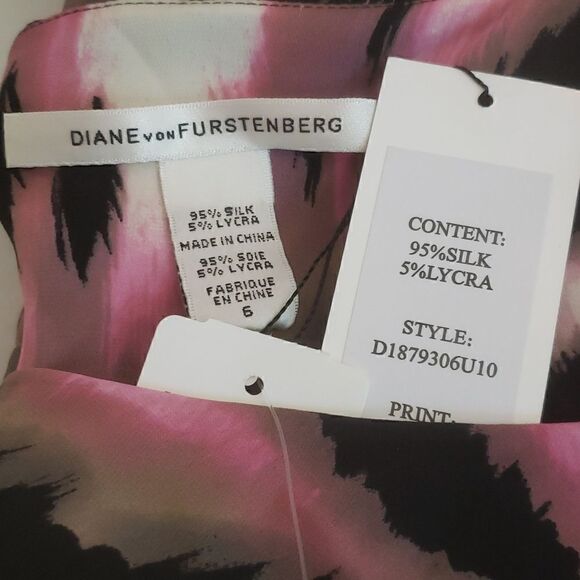 DIANE VON FURSTENBERG
95% SILK
5% LYCRA
MADE IN CHINA
95% SOIE
5% LYCRA
FABRIQUE
EN CHINE
6
CONTENT:
95%SILK
5%LYCRA
STYLE:
D1879306U10
PRINT: